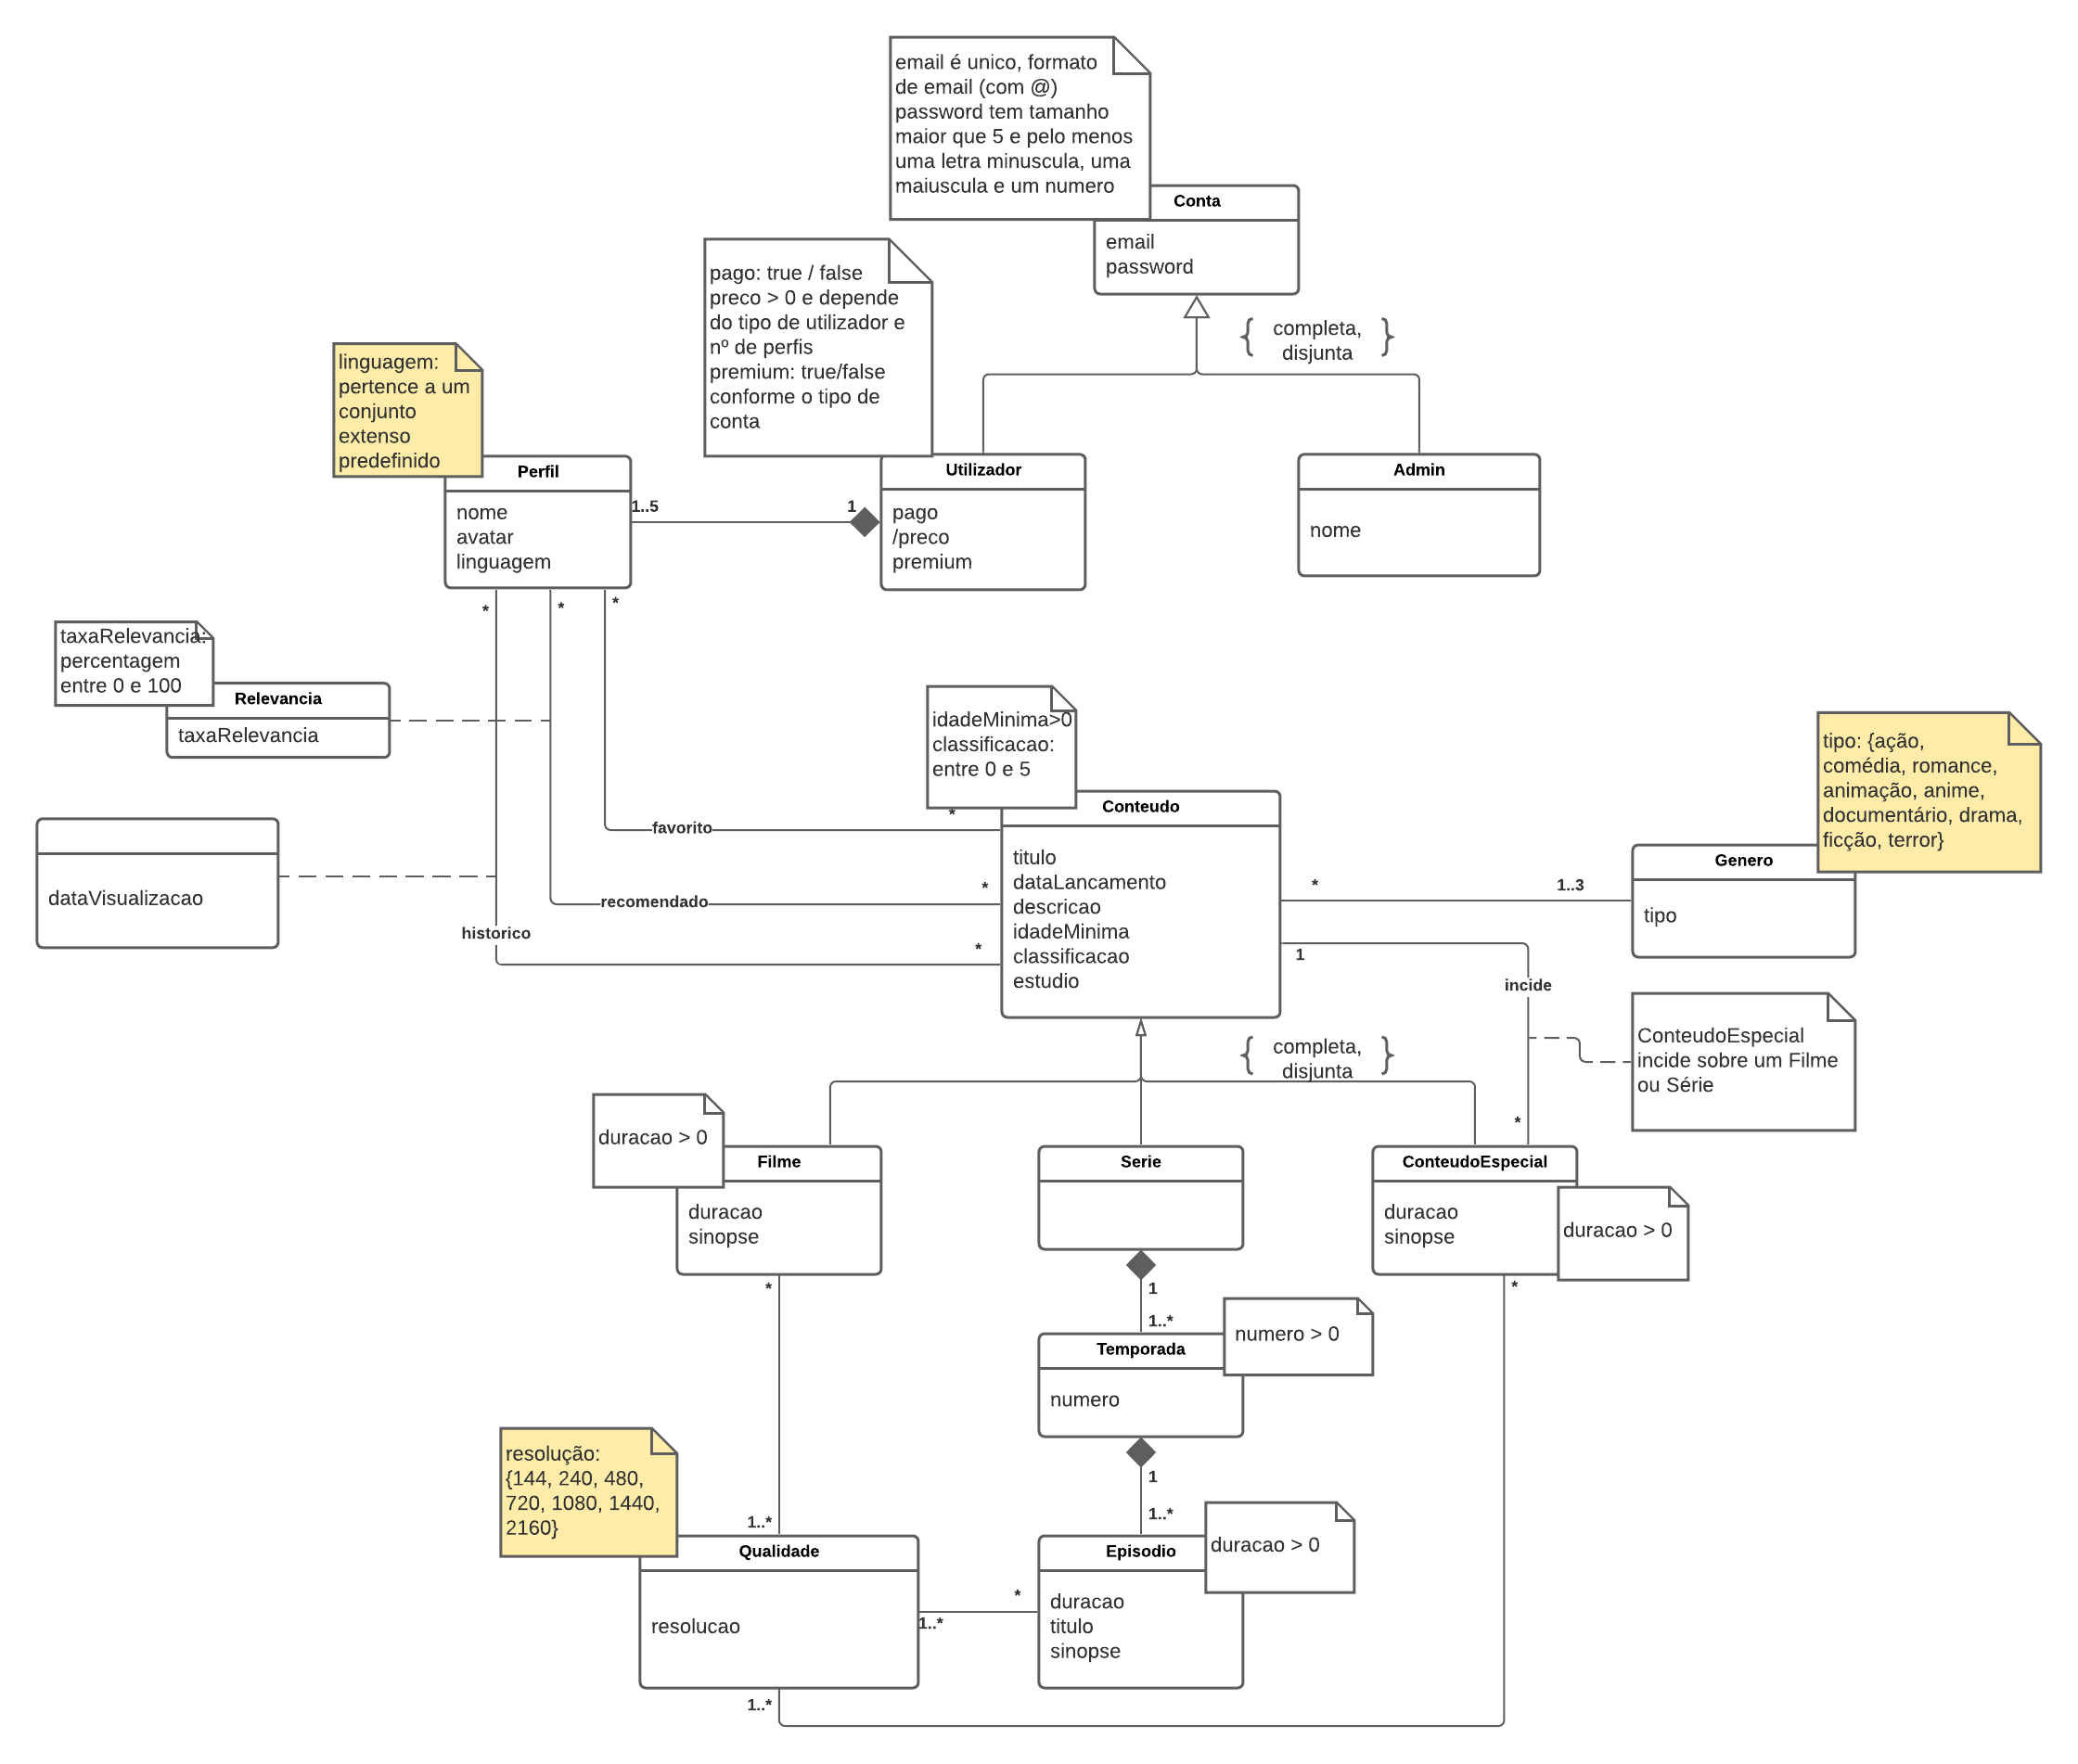 email é unico, formato
de email (com @)
password tem tamanho
maior que 5 e pelo menos
uma letra minuscula, uma
maiuscula e um numero
Conta
email
password
pago: true / false
preco > 0 e depende
do tipo de utilizador e
nº de perfis
premium: true/false
conforme o tipo de
conta
{ completa, }
disjunta
linguagem:
pertence a um
conjunto
extenso
predefinido
Perfil
nome
avatar
linguagem
1..5
1
Utilizador
pago
/preco
premium
Admin
nome
*
*
*
taxaRelevancia:
percentagem
entre 0 e 100
Relevancia
taxaRelevancia
dataVisualizacao
favorito
recomendado
historico
*
*
*
idadeMinima>0
classificacao:
entre 0 e 5
Conteudo
titulo
dataLancamento
descricao
idadeMinima
classificacao
estudio
*
1..3
tipo: {ação,
comédia, romance,
animação, anime,
documentário, drama,
ficção, terror}
Genero
tipo
1
incide
*
ConteudoEspecial
incide sobre um Filme
ou Série
{ completa, }
disjunta
duracao > 0
Filme
duracao
sinopse
Serie
ConteudoEspecial
duracao
sinopse
duracao > 0
*
1
1..*
*
Temporada
numero
numero > 0
1
1..*
resolução:
{144, 240, 480,
720, 1080, 1440,
2160}
1..*
Qualidade
resolucao
*
1..*
Episodio
duracao
titulo
sinopse
duracao > 0
1..*